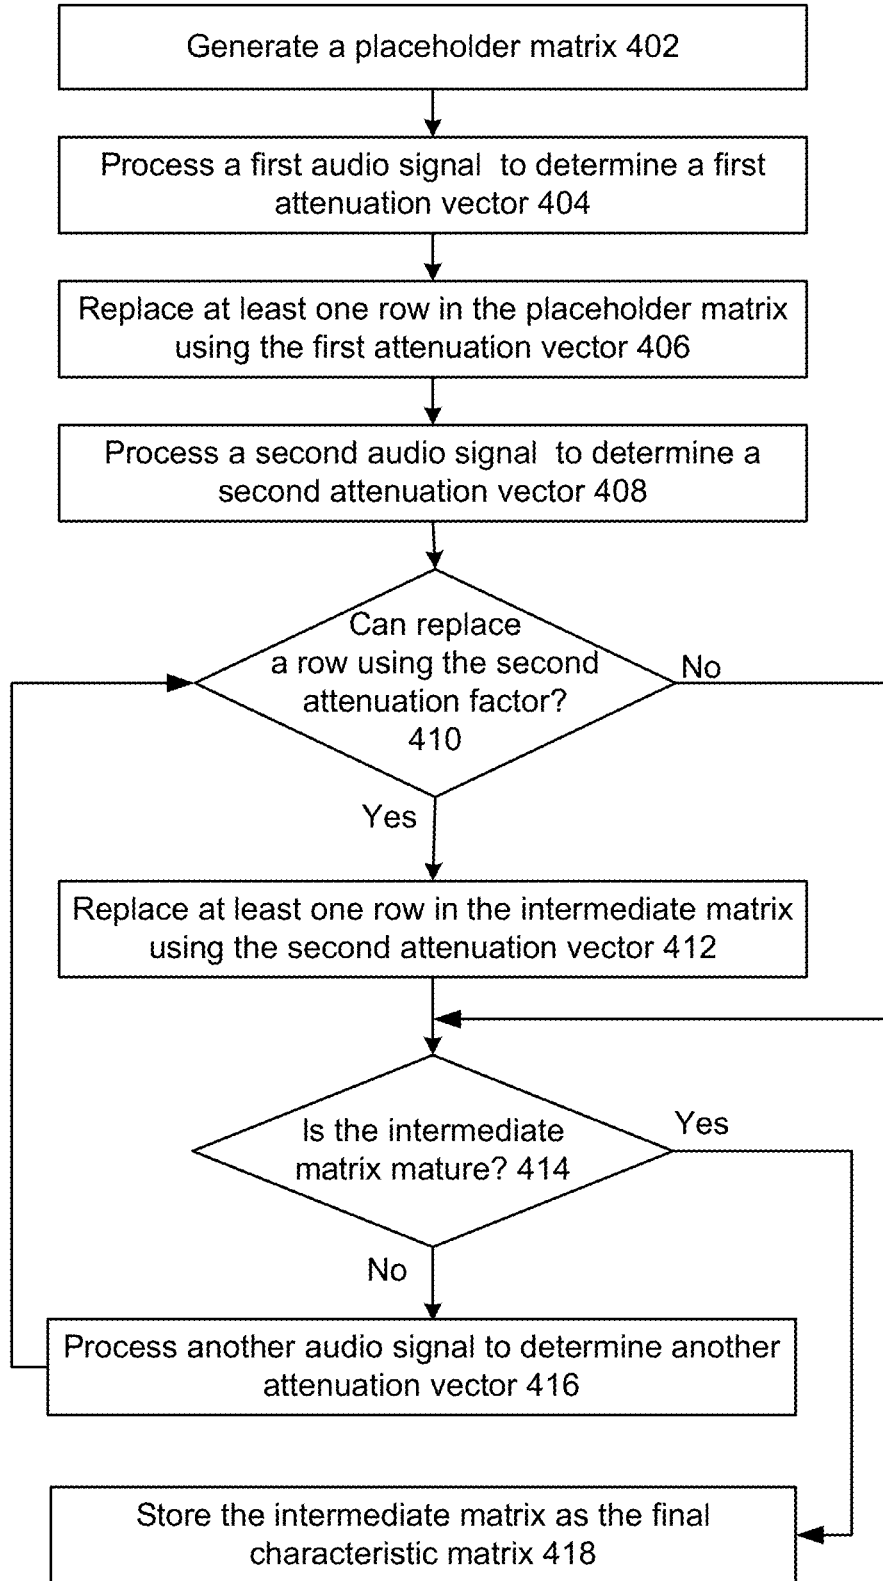 Generate a placeholder matrix 402
Process a first audio signal to determine a first
attenuation vector 404
Replace at least one row in the placeholder matrix
using the first attenuation vector 406
Process a second audio signal to determine a
second attenuation vector 408
Can replace
a row using the second
attenuation factor?
410
No
Yes
Replace at least one row in the intermediate matrix
using the second attenuation vector 412
Is the intermediate
matrix mature? 414
Yes
No
Process another audio signal to determine another
attenuation vector 416
Store the intermediate matrix as the final
characteristic matrix 418